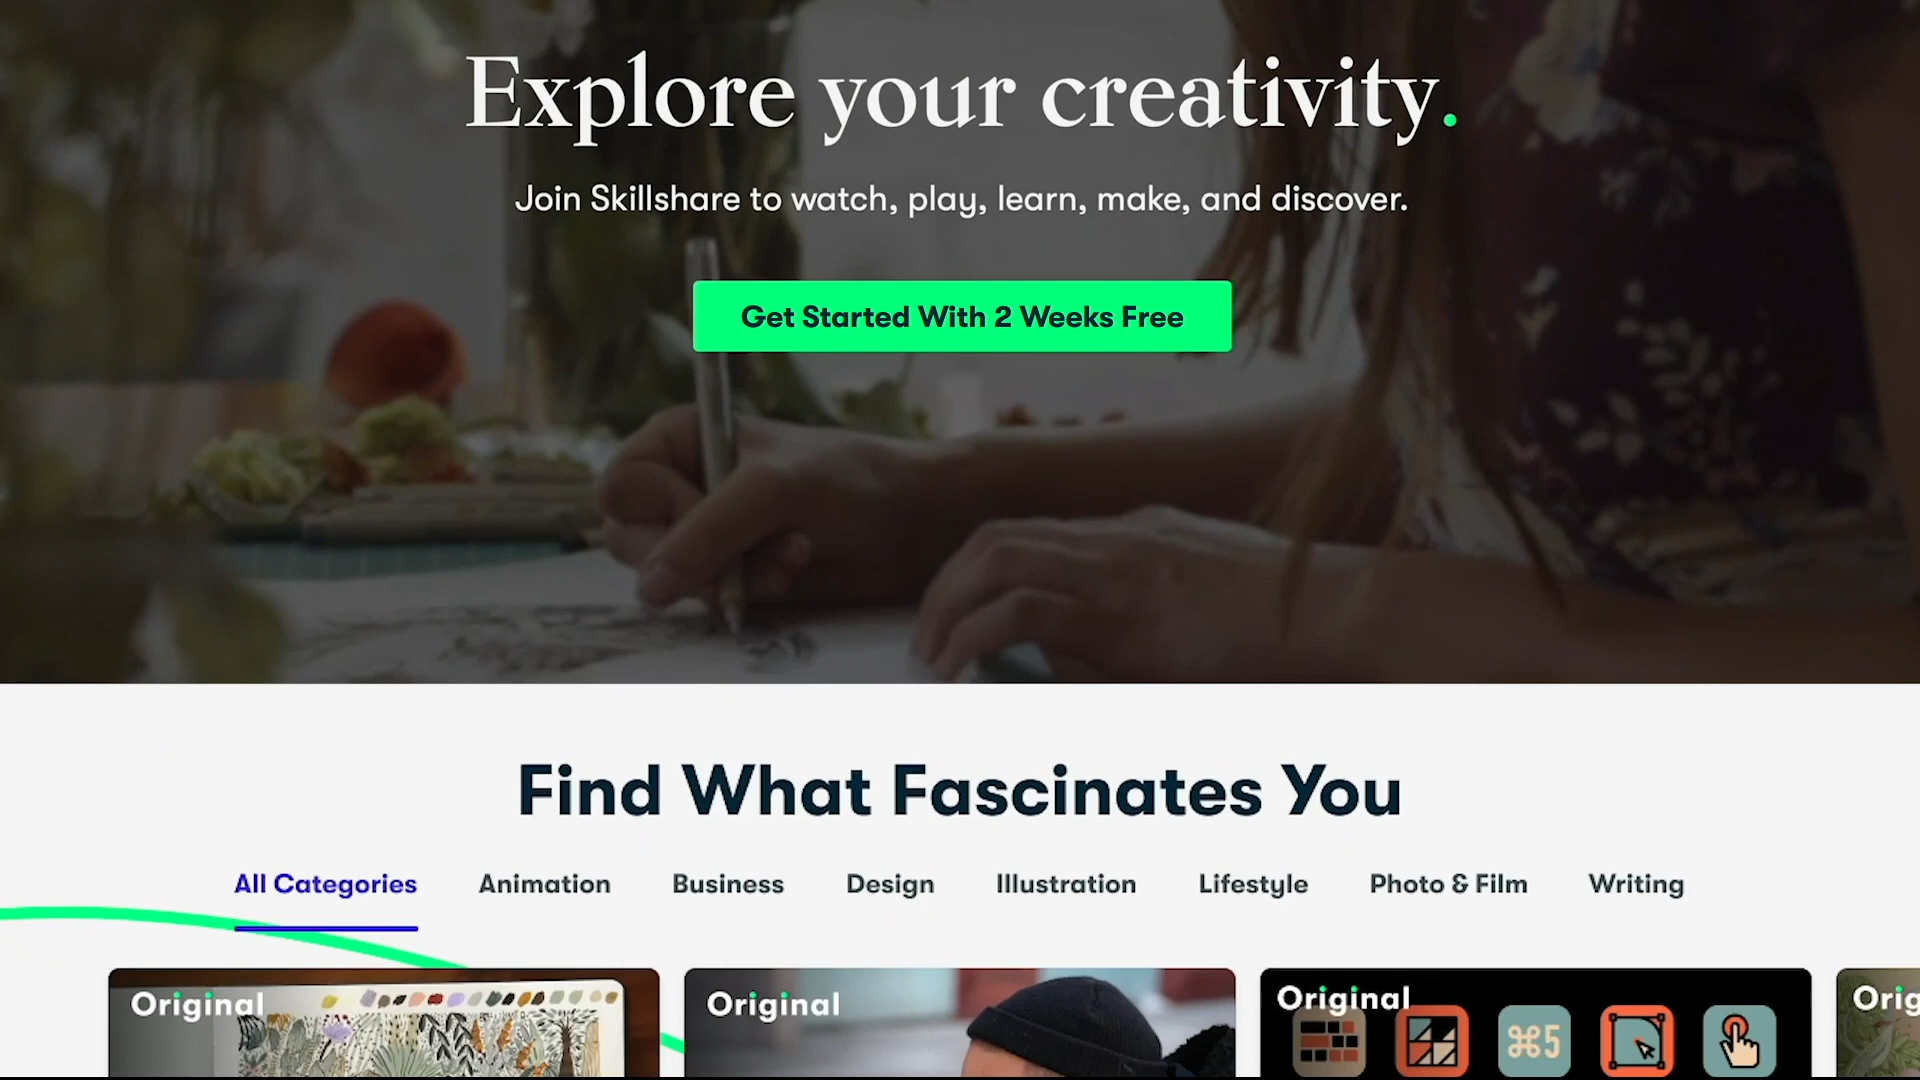 Explore your creativity.
Join Skillshare to watch, play, learn, make, and discover.
Get Started With 2 Weeks Free
Find What Fascinates You
All Categories
Animation
Business
Design
Illustration
Lifestyle
Photo & Film
Writing
Original
Original
Original
Orig
⌘5